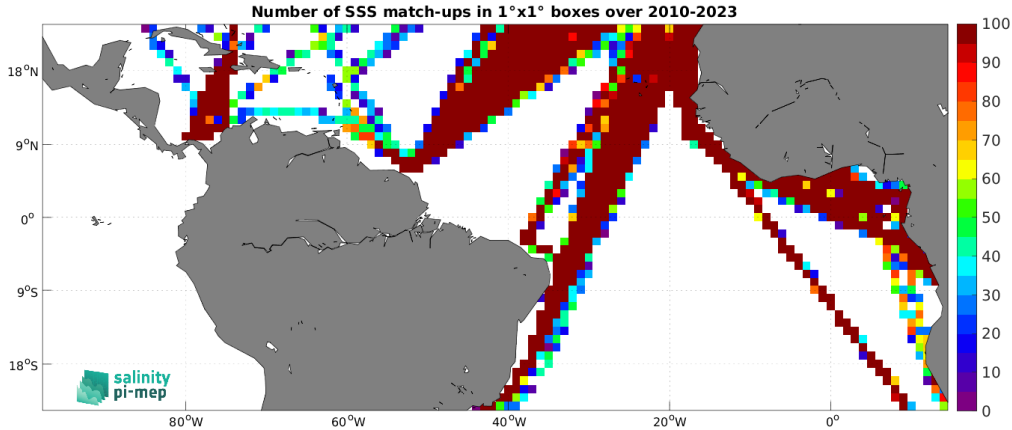 Number of SSS match-ups in 1°x1° boxes over 2010-2023
18°N
9°N
0°
9°S
18°S
80°W
60°W
40°W
20°W
0°
100
90
80
70
60
50
40
30
20
10
0
salinity
pi-mep